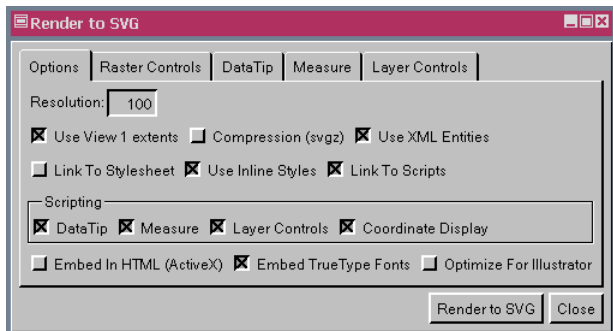 Render to SVG
Options Raster Controls DataTip Measure Layer Controls
Resolution: 100
Use View 1 extents Compression (svgz) Use XML Entities
Link To Stylesheet Use Inline Styles Link To Scripts
Scripting
DataTip Measure Layer Controls Coordinate Display
Embed In HTML (ActiveX) Embed TrueType Fonts Optimize For Illustrator
Render to SVG Close